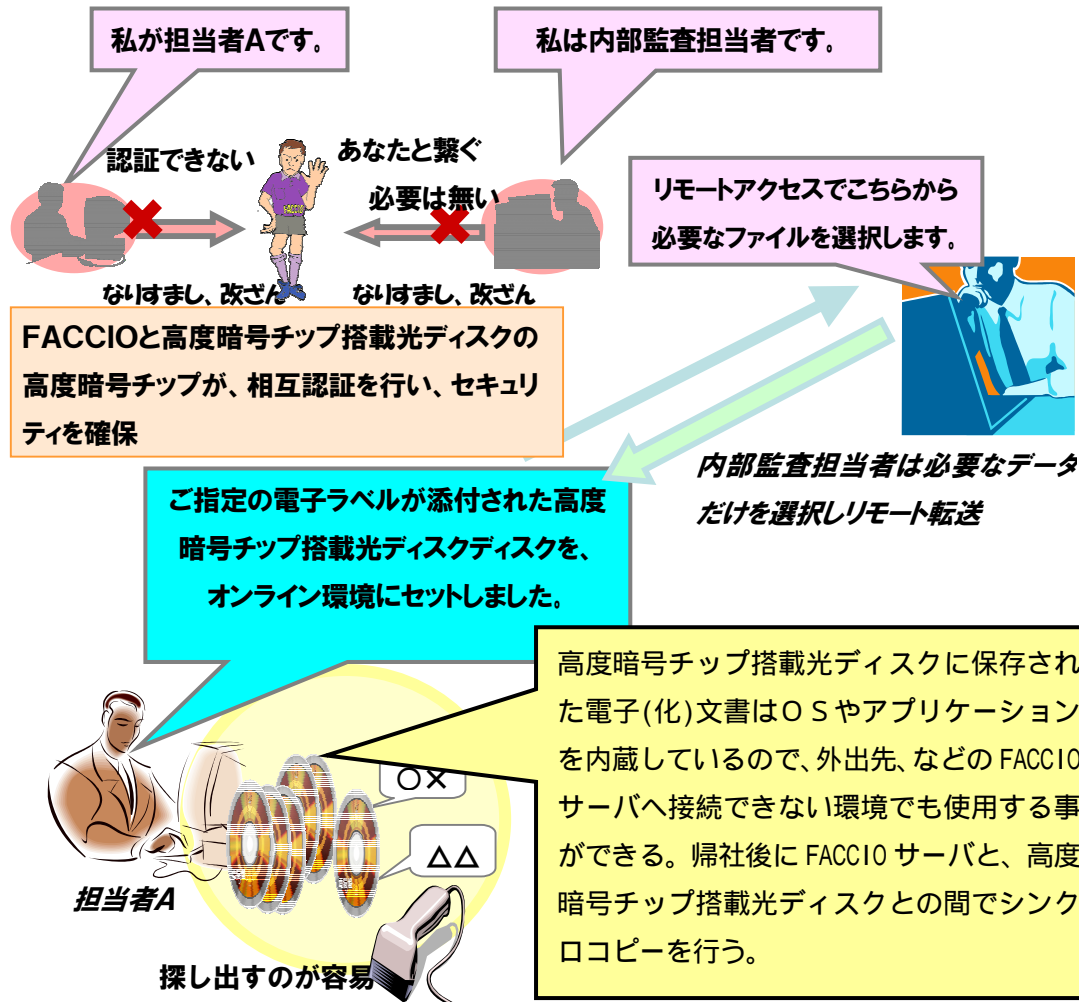 私が担当者Aです。
私は内部監査担当者です。
認証できない
あなたと繋ぐ
必要は無い
FACCIO
なりすまし、改ざん
なりすまし、改ざん
リモートアクセスでこちらから
必要なファイルを選択します。
FACCIOと高度暗号チップ搭載光ディスクの
高度暗号チップが、相互認証を行い、セキュリ
ティを確保
内部監査担当者は必要なデータ
だけを選択しリモート転送
ご指定の電子ラベルが添付された高度
暗号チップ搭載光ディスクディスクを、
オンライン環境にセットしました。
高度暗号チップ搭載光ディスクに保存され
た電子(化)文書はＯＳやアプリケーション
を内蔵しているので、外出先、などの FACCIO
サーバへ接続できない環境でも使用する事
ができる。帰社後に FACCIO サーバと、高度
暗号チップ搭載光ディスクとの間でシンク
ロコピーを行う。
○×
△△
担当者A
探し出すのが容易